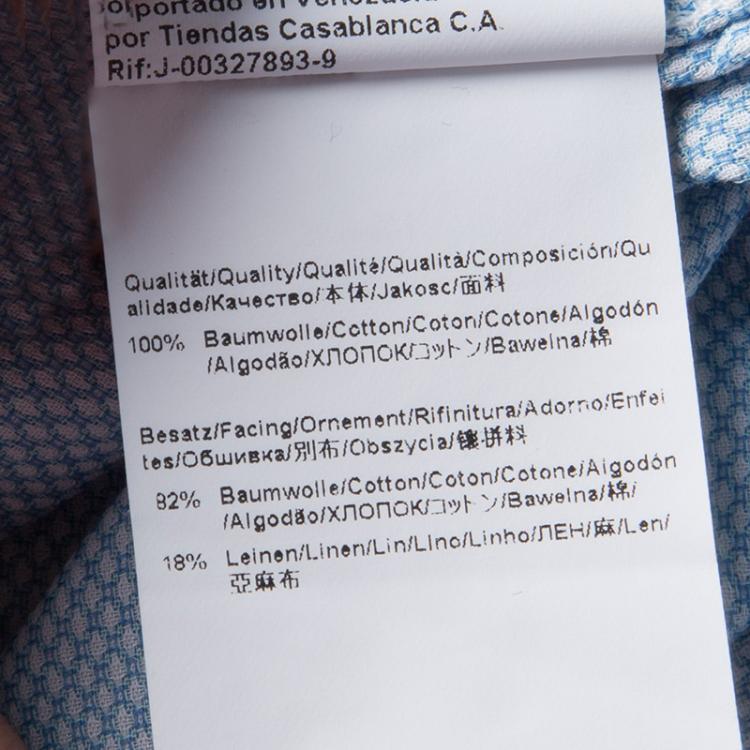 portado en Venezuela
por Tiendas Casablanca C.A.
Rif:J-00327893-9
Qualität/Quality/Qualité/Qualità/Composición/Qu
alidade/Качество/本体/Jakosc/面料
100% Baumwolle/Cotton/Coton/Cotone/Algodón
/Algodão/ХЛОПОК/コットン/Bawelna/棉
Besatz/Facing/Ornement/Rifinitura/Adorno/Enfei
tes/Обшивка/別布/Obszycia/镶拼料
82% Baumwolle/Cotton/Coton/Cotone/Algodón
/Algodão/ХЛОПОК/コットン/Bawelna/棉/
18% Leinen/Linen/Lin/Lino/Linho/ЛЕН/麻/Len/
亞麻布